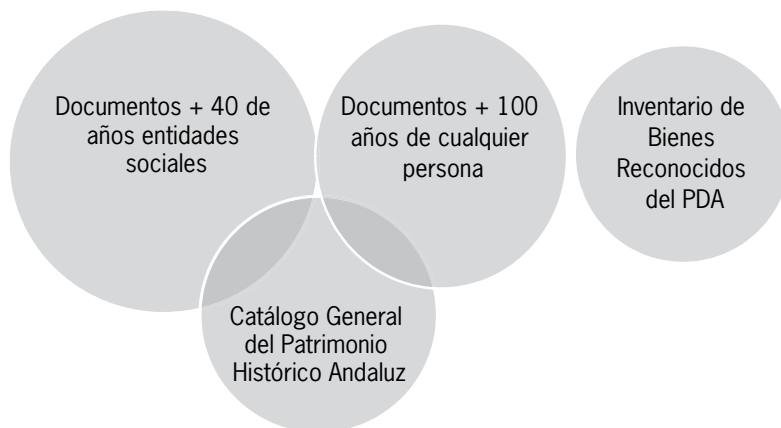 Documentos + 40 de
años entidades
sociales
Documentos + 100
años de cualquier
persona
Inventario de
Bienes
Reconocidos
del PDA
Catálogo General
del Patrimonio
Histórico Andaluz